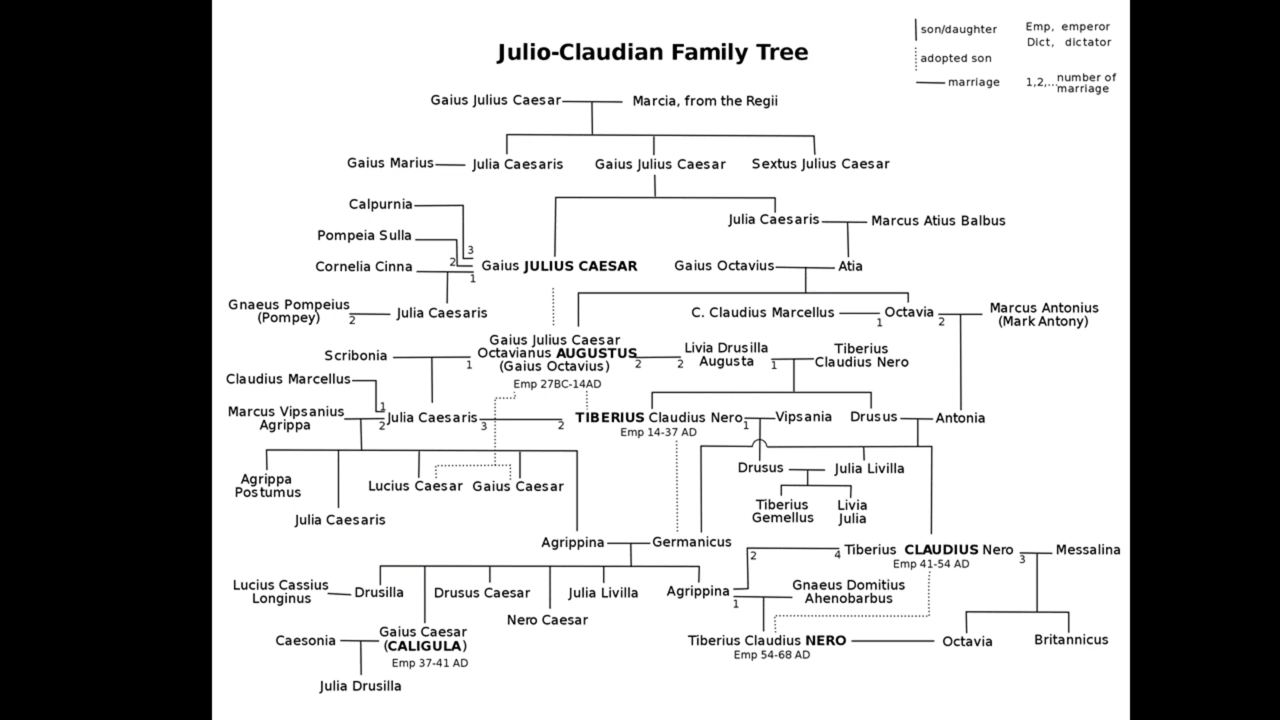 Julio-Claudian Family Tree
son/daughter
adopted son
marriage
Emp, emperor
Dict, dictator
1,2,... number of
marriage
Gaius Julius Caesar
Marcia, from the Regii
Gaius Marius
Julia Caesaris
Gaius Julius Caesar
Sextus Julius Caesar
Calpurnia
Julia Caesaris
Marcus Atius Balbus
Pompeia Sulla
3
2
Cornelia Cinna
1
Gaius JULIUS CAESAR
Gaius Octavius
Atia
Gnaeus Pompeius
(Pompey)
2
Julia Caesaris
C. Claudius Marcellus
1
Octavia
2
Marcus Antonius
(Mark Antony)
Scribonia
1
Gaius Julius Caesar
Octavianus AUGUSTUS
(Gaius Octavius)
Emp 27BC-14AD
2
2
Livia Drusilla
Augusta
1
Tiberius
Claudius Nero
Claudius Marcellus
1
Marcus Vipsanius
Agrippa
2
Julia Caesaris
3
2
TIBERIUS Claudius Nero
Emp 14-37 AD
1
Vipsania
Drusus
Antonia
Drusus
Julia Livilla
Agrippa
Postumus
Lucius Caesar
Gaius Caesar
Julia Caesaris
Tiberius
Gemellus
Livia
Julia
Agrippina
Germanicus
2
4
Tiberius CLAUDIUS Nero
Emp 41-54 AD
3
Messalina
Lucius Cassius
Longinus
Drusilla
Drusus Caesar
Julia Livilla
Agrippina
1
Gnaeus Domitius
Ahenobarbus
Nero Caesar
Caesonia
Gaius Caesar
(CALIGULA)
Emp 37-41 AD
Tiberius Claudius NERO
Emp 54-68 AD
Octavia
Britannicus
Julia Drusilla